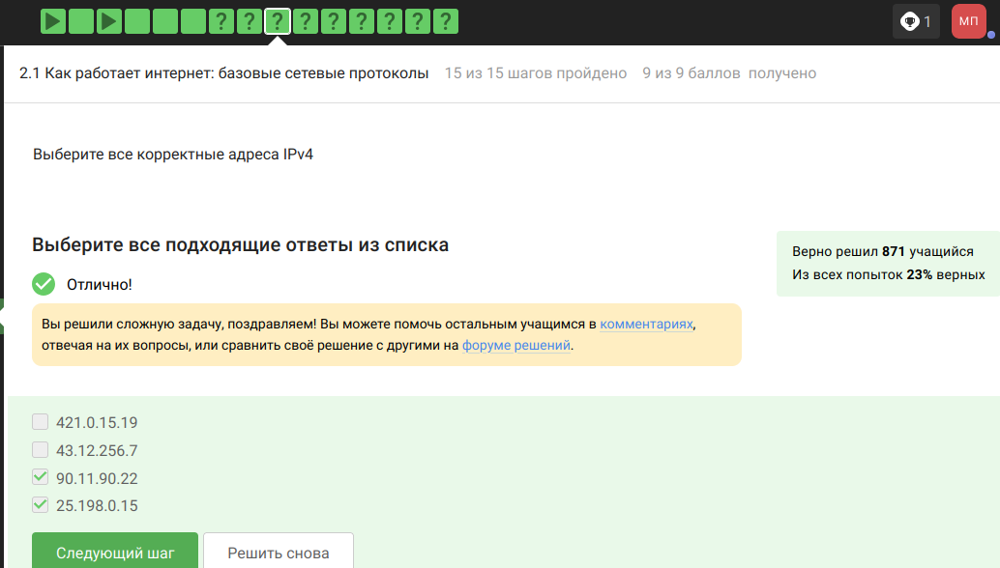 ? ? ? ? ? ? ? ? ?
1
МП
2.1 Как работает интернет: базовые сетевые протоколы 15 из 15 шагов пройдено 9 из 9 баллов получено
Выберите все корректные адреса IPv4
Выберите все подходящие ответы из списка
Верно решил 871 учащийся
Из всех попыток 23% верных
Отлично!
Вы решили сложную задачу, поздравляем! Вы можете помочь остальным учащимся в комментариях,
отвечая на их вопросы, или сравнить своё решение с другими на форуме решений.
421.0.15.19
43.12.256.7
90.11.90.22
25.198.0.15
Следующий шаг
Решить снова